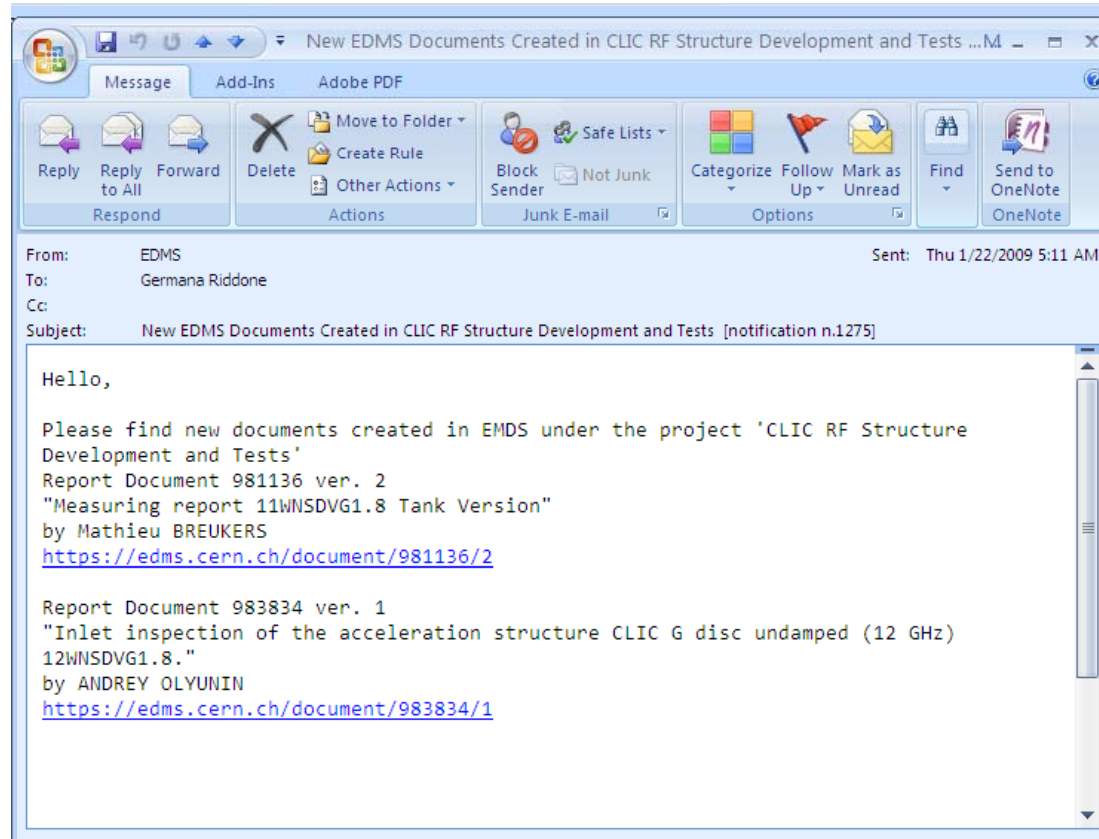 New EDMS Documents Created in CLIC RF Structure Development and Tests ...M
Message Add-Ins Adobe PDF
Reply
Reply to All
Forward
Respond
Delete
Move to Folder
Create Rule
Other Actions
Actions
Block Sender
Safe Lists
Not Junk
Junk E-mail
Categorize
Follow Up
Mark as Unread
Options
Find
Send to OneNote
OneNote
From: EDMS Sent: Thu 1/22/2009 5:11 AM
To: Germana Riddone
Cc:
Subject: New EDMS Documents Created in CLIC RF Structure Development and Tests [notification n.1275]
Hello,
Please find new documents created in EMDS under the project 'CLIC RF Structure
Development and Tests'
Report Document 981136 ver. 2
"Measuring report 11WNSDVG1.8 Tank Version"
by Mathieu BREUKERS
https://edms.cern.ch/document/981136/2
Report Document 983834 ver. 1
"Inlet inspection of the acceleration structure CLIC G disc undamped (12 GHz)
12WNSDVG1.8."
by ANDREY OLYUNIN
https://edms.cern.ch/document/983834/1